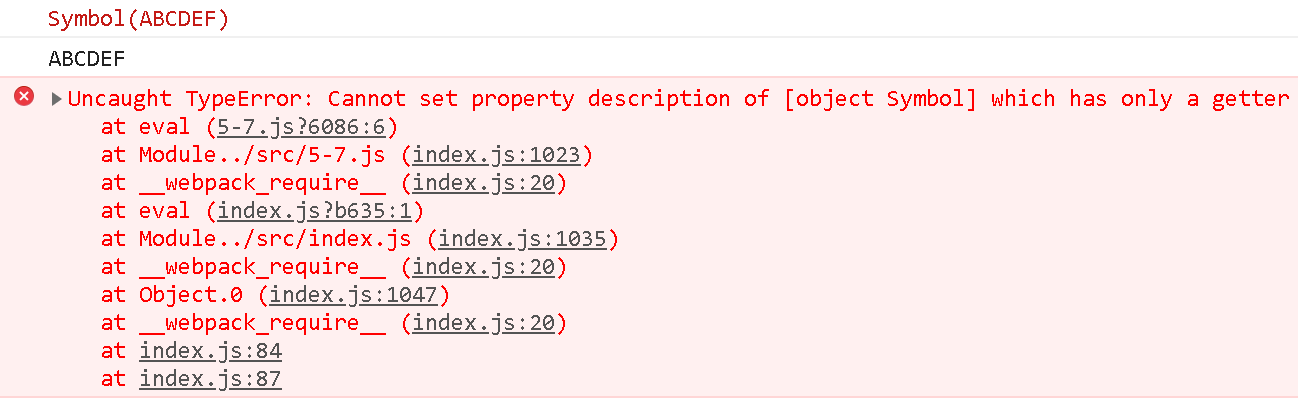 Symbol(ABCDEF)
ABCDEF
Uncaught TypeError: Cannot set property description of [object Symbol] which has only a getter
at eval (5-7.js?6086:6)
at Module../src/5-7.js (index.js:1023)
at __webpack_require__ (index.js:20)
at eval (index.js?b635:1)
at Module../src/index.js (index.js:1035)
at __webpack_require__ (index.js:20)
at Object.0 (index.js:1047)
at __webpack_require__ (index.js:20)
at index.js:84
at index.js:87